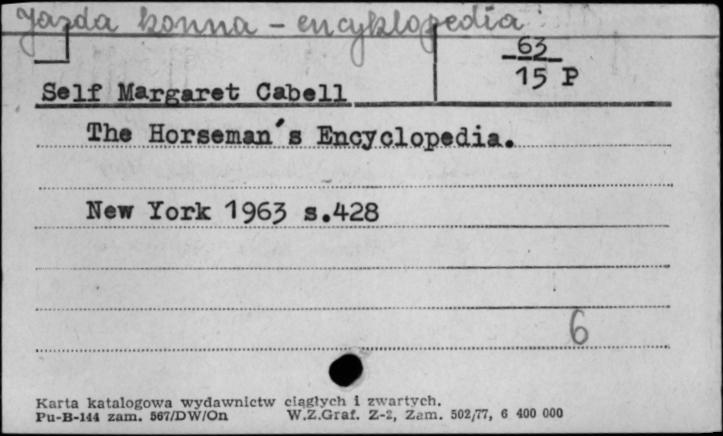 Jazda konna - encyklopedia
-63-
15 P
Self Margaret Cabell
The Horseman's Encyclopedia.
New York 1963 s.428
6
Karta katalogowa wydawnictw ciągłych i zwartych.
Pu-B-144 zam. 567/DW/On W.Z.Graf. Z-2, Zam. 502/77, 6 400 000